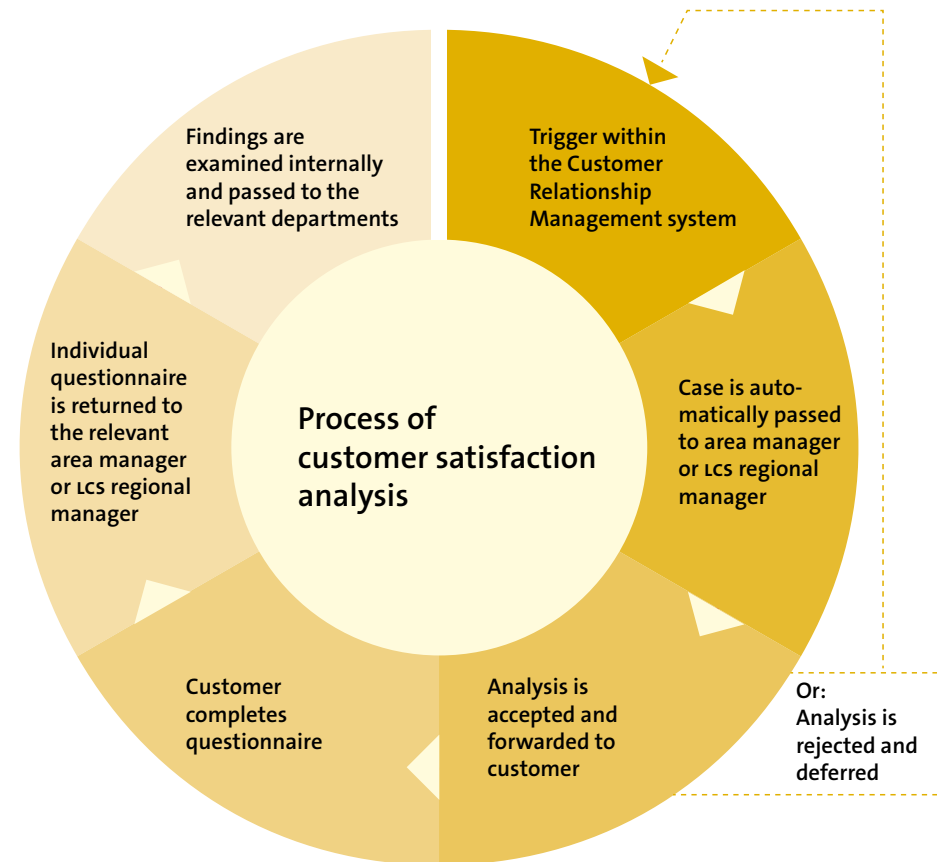 Process of
customer satisfaction
analysis
Trigger within
the Customer
Relationship
Management system
Case is auto-
matically passed
to area manager
or LCS regional
manager
Analysis is
accepted and
forwarded to
customer
Or:
Analysis is
rejected and
deferred
Customer
completes
questionnaire
Individual
questionnaire
is returned to
the relevant
area manager
or LCS regional
manager
Findings are
examined internally
and passed to the
relevant departments